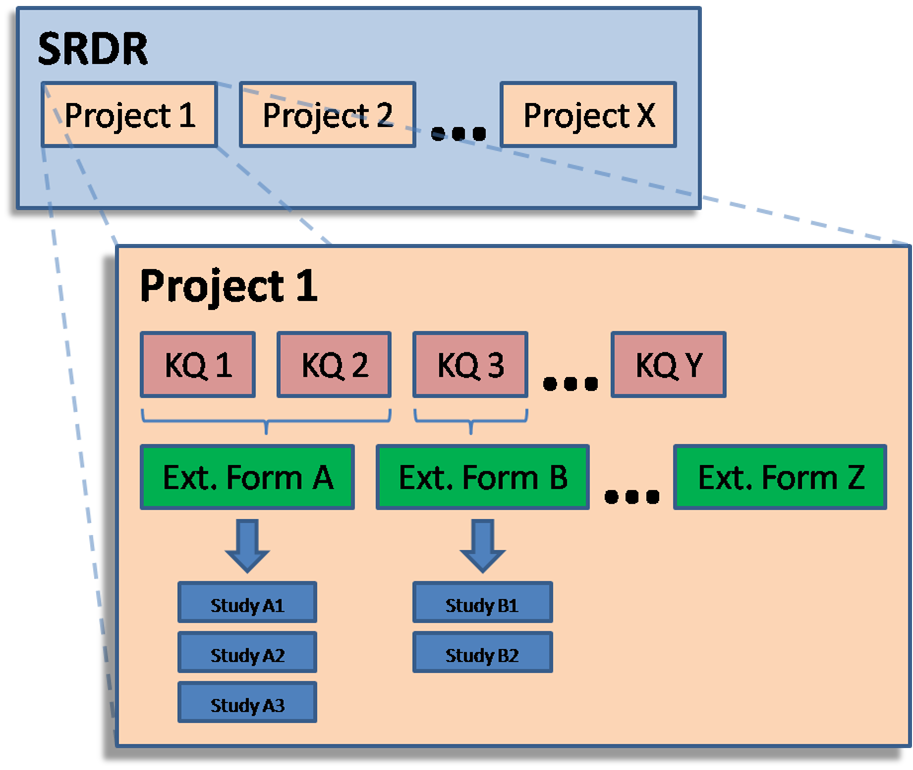 SRDR
Project 1 Project 2 ... Project X
Project 1
KQ 1 KQ 2 KQ 3 ... KQ Y
Ext. Form A Ext. Form B ... Ext. Form Z
Study A1 Study B1
Study A2 Study B2
Study A3